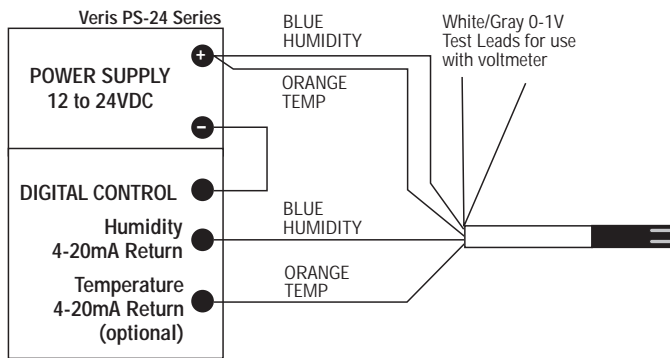 Veris PS-24 Series
POWER SUPPLY
12 to 24VDC
+
–
DIGITAL CONTROL
Humidity
4-20mA Return
Temperature
4-20mA Return
(optional)
BLUE
HUMIDITY
ORANGE
TEMP
BLUE
HUMIDITY
ORANGE
TEMP
White/Gray 0-1V
Test Leads for use
with voltmeter